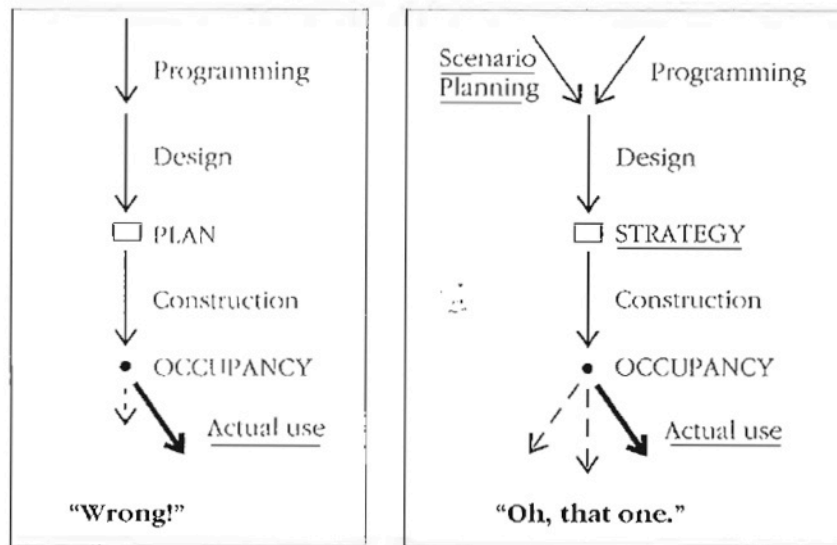 Programming
Design
PLAN
Construction
OCCUPANCY
Actual use
“Wrong!”
Scenario
Planning
Programming
Design
STRATEGY
Construction
OCCUPANCY
Actual use
“Oh, that one.”